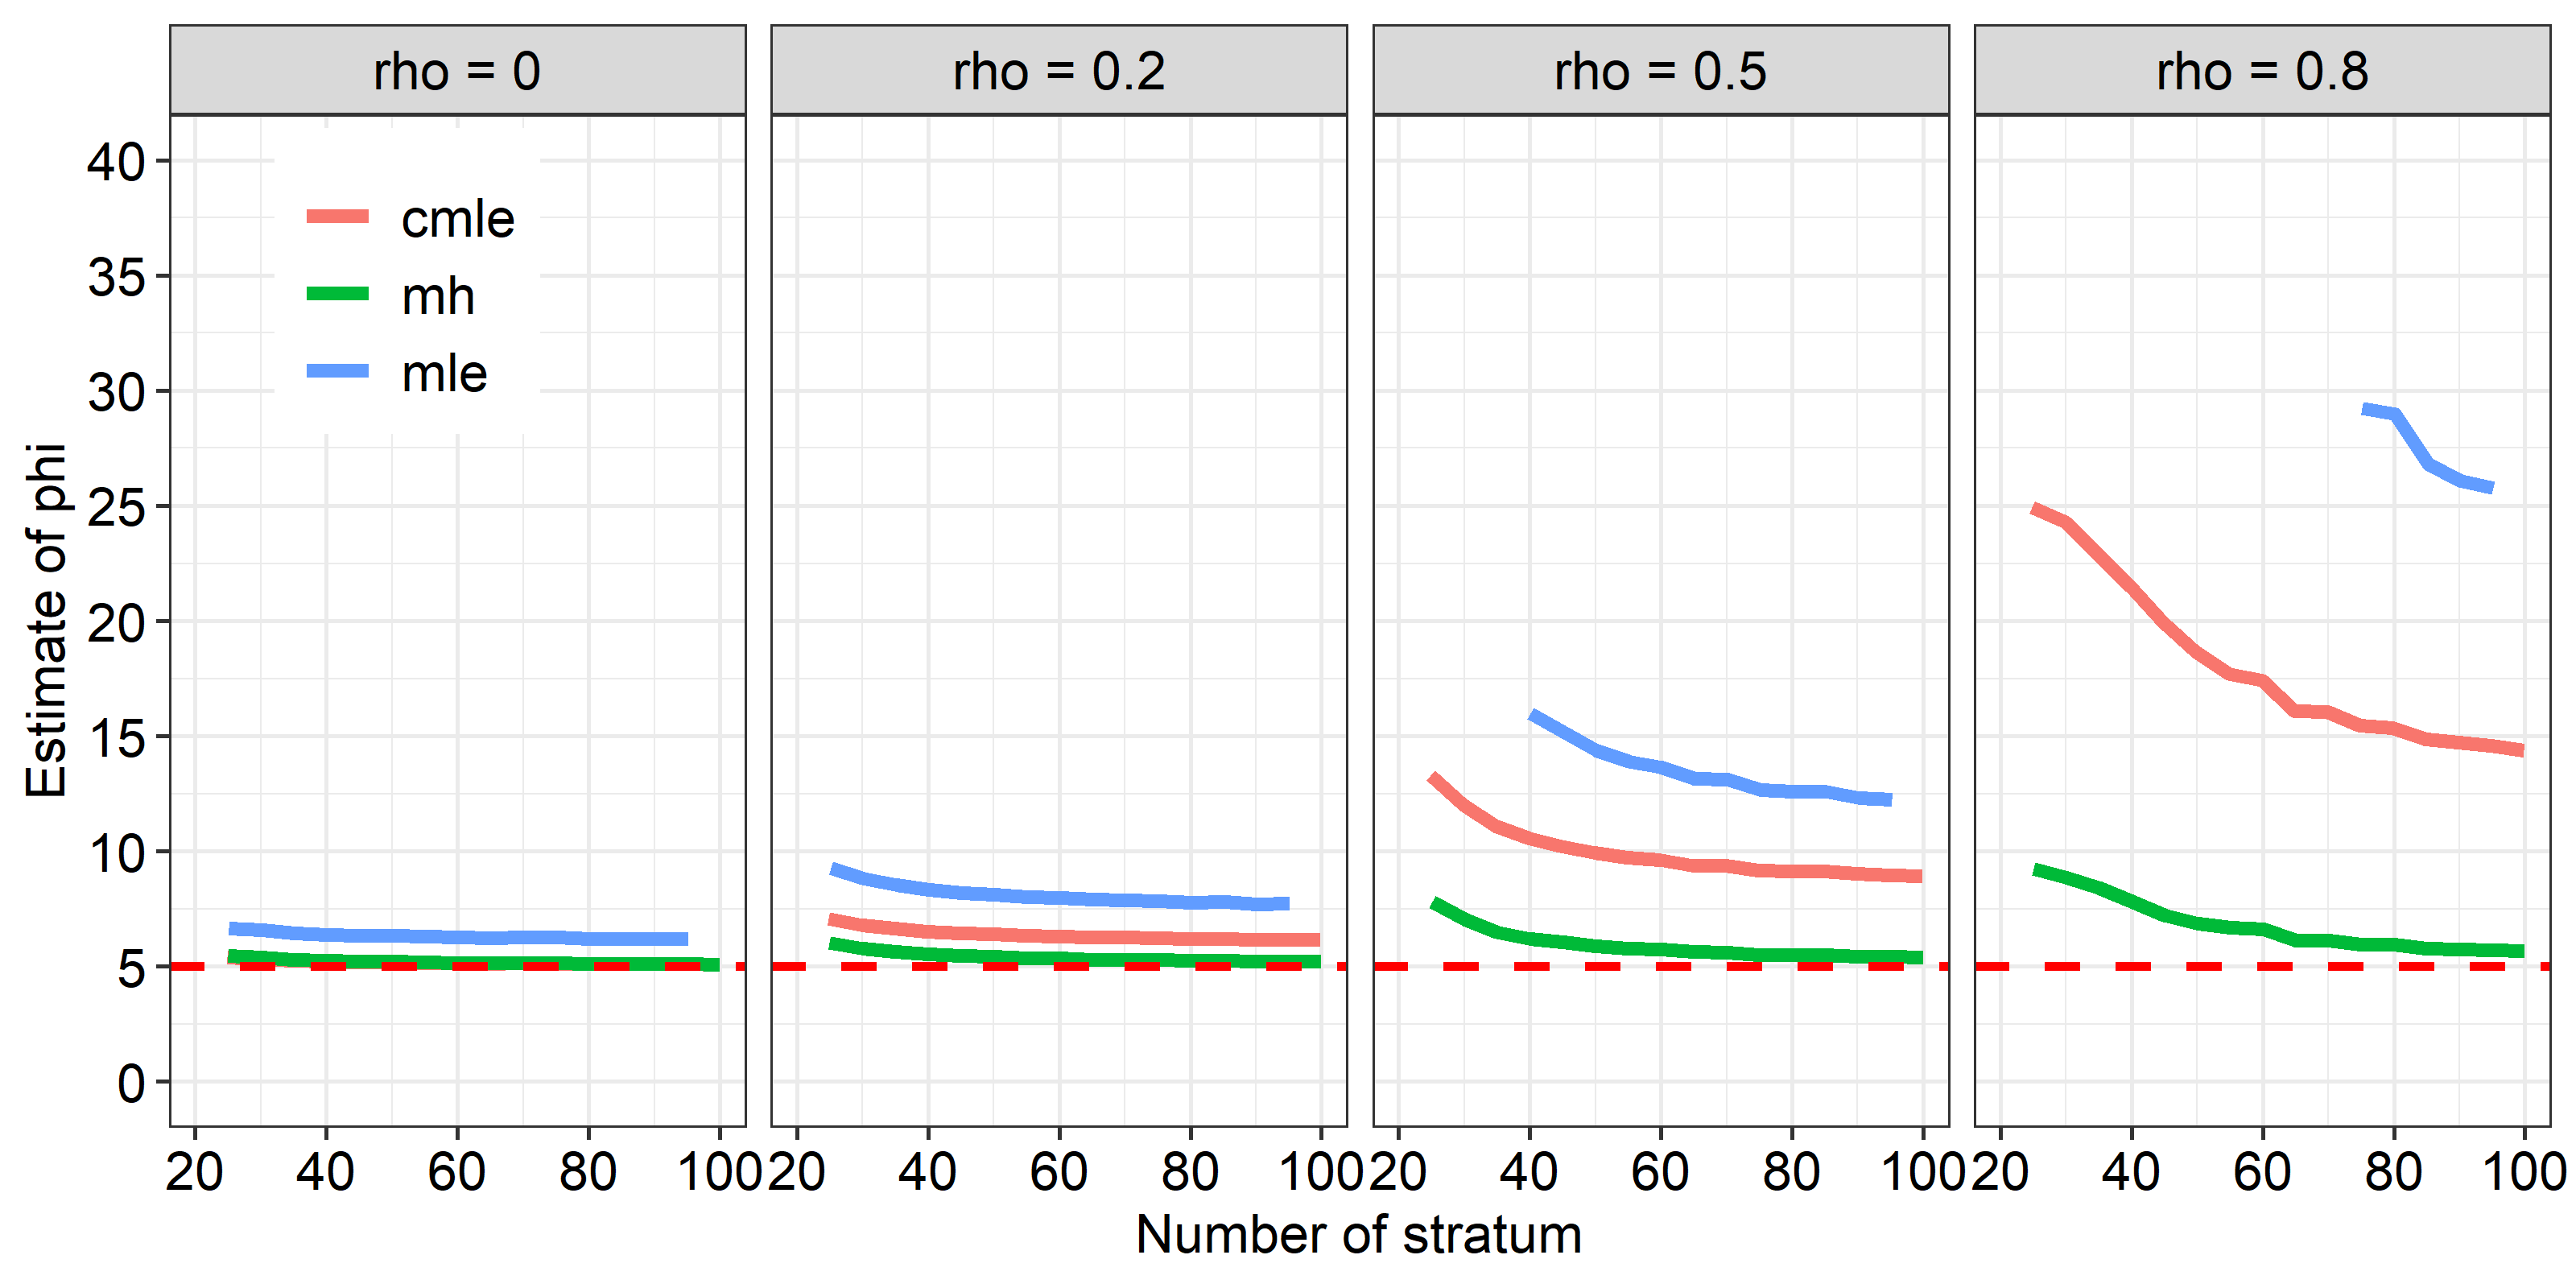 rho = 0
rho = 0.2
rho = 0.5
rho = 0.8
Estimate of phi
40
35
30
25
20
15
10
5
0
cmle
mh
mle
20 40 60 80 100
20 40 60 80 100
20 40 60 80 100
20 40 60 80 100
Number of stratum